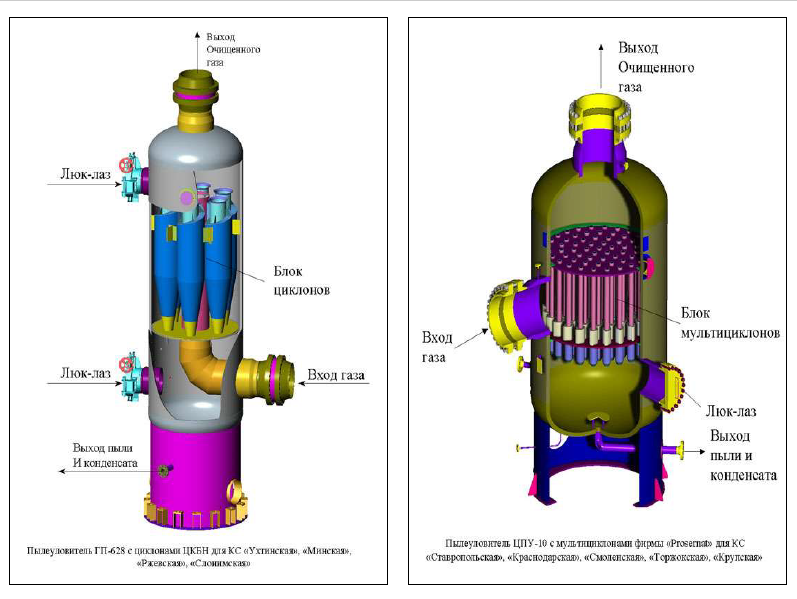 Выход
Очищенного
газа
Люк-лаз
Блок
циклонов
Люк-лаз
Вход газа
Выход пыли
И конденсата
Пылеуловитель ГП-628 с циклонами ЦКБН для КС «Ухтинская», «Минская»,
«Ржевская», «Слонимская»
Выход
Очищенного
газа
Блок
мультициклонов
Вход
газа
Люк-лаз
Выход
пыли и
конденсата
Пылеуловитель ЦПУ-10 с мультициклонами фирмы «Prosernat» для КС
«Ставропольская», «Краснодарская», «Смоленская», «Торжокская», «Крупская»